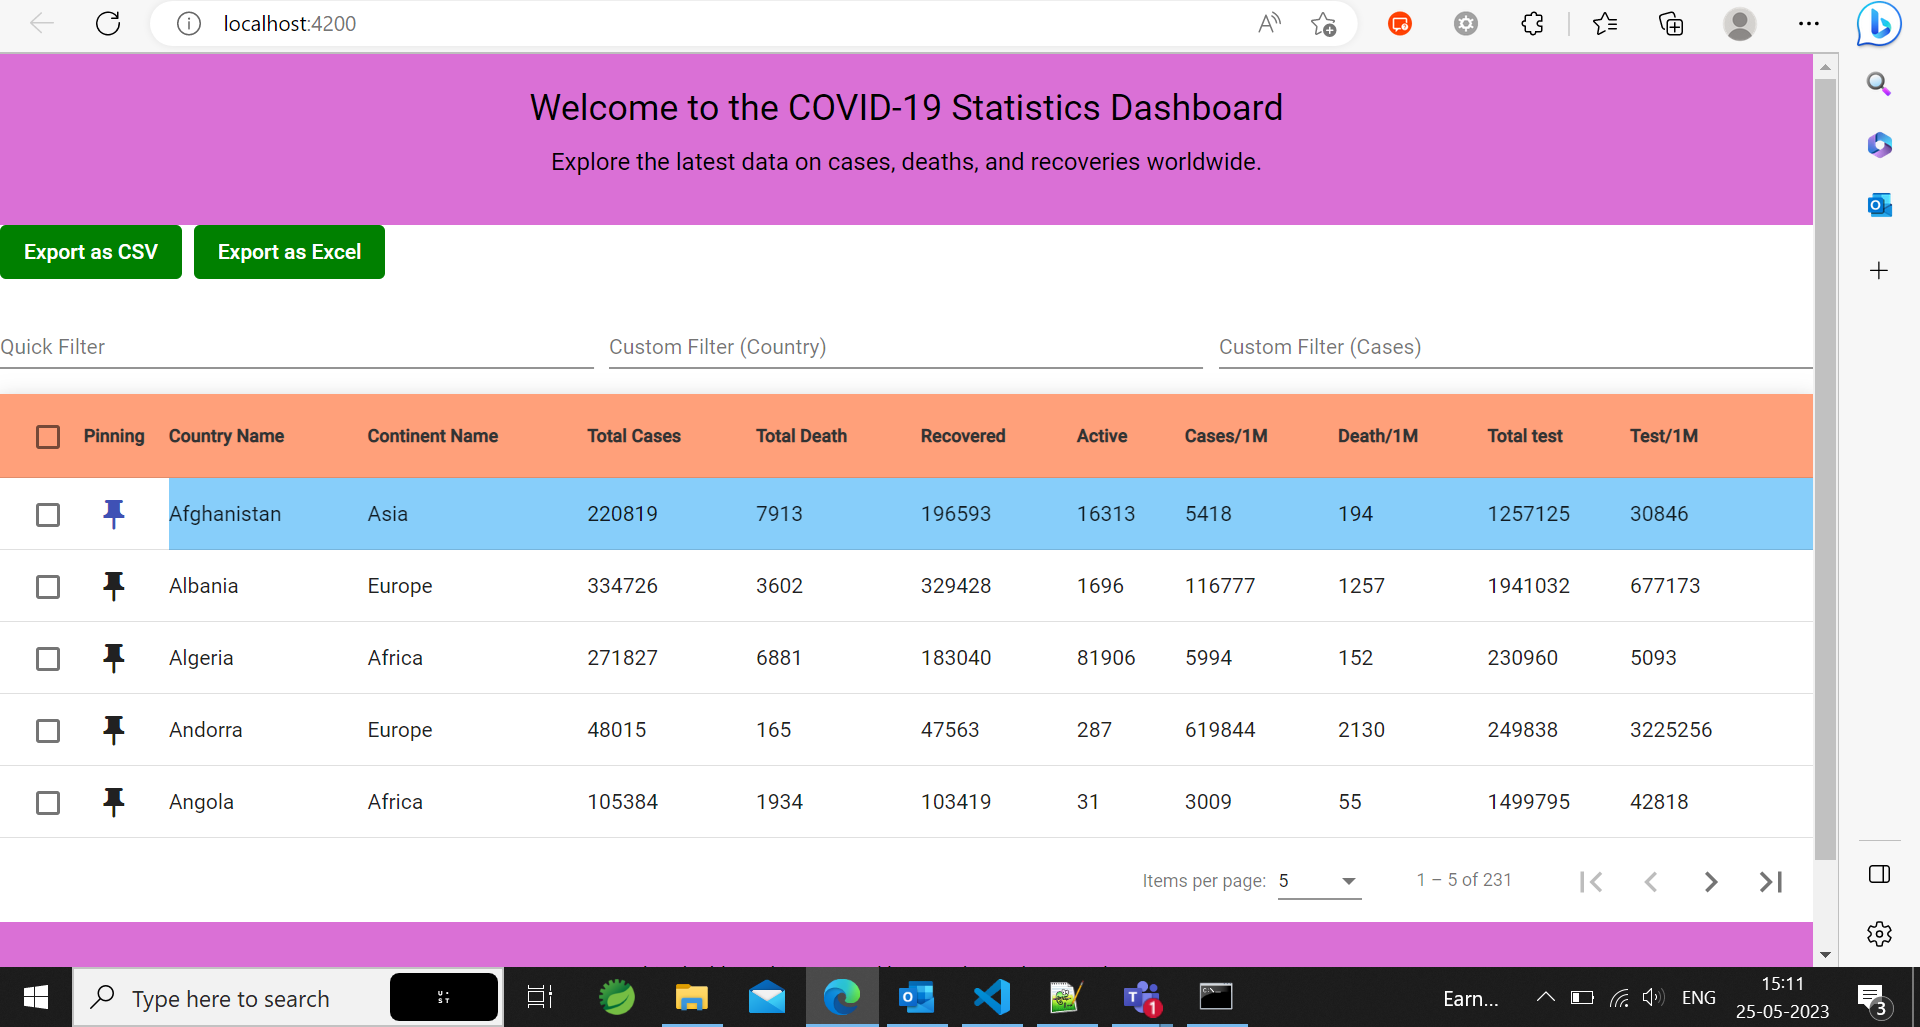 localhost:4200
Welcome to the COVID-19 Statistics Dashboard
Explore the latest data on cases, deaths, and recoveries worldwide.
Export as CSV Export as Excel
Quick Filter Custom Filter (Country) Custom Filter (Cases)
Pinning Country Name Continent Name Total Cases Total Death Recovered Active Cases/1M Death/1M Total test Test/1M
Afghanistan Asia 220819 7913 196593 16313 5418 194 1257125 30846
Albania Europe 334726 3602 329428 1696 116777 1257 1941032 677173
Algeria Africa 271827 6881 183040 81906 5994 152 230960 5093
Andorra Europe 48015 165 47563 287 619844 2130 249838 3225256
Angola Africa 105384 1934 103419 31 3009 55 1499795 42818
Items per page: 5 1 – 5 of 231
Type here to search
Earn...
ENG
15:11
25-05-2023
1
3